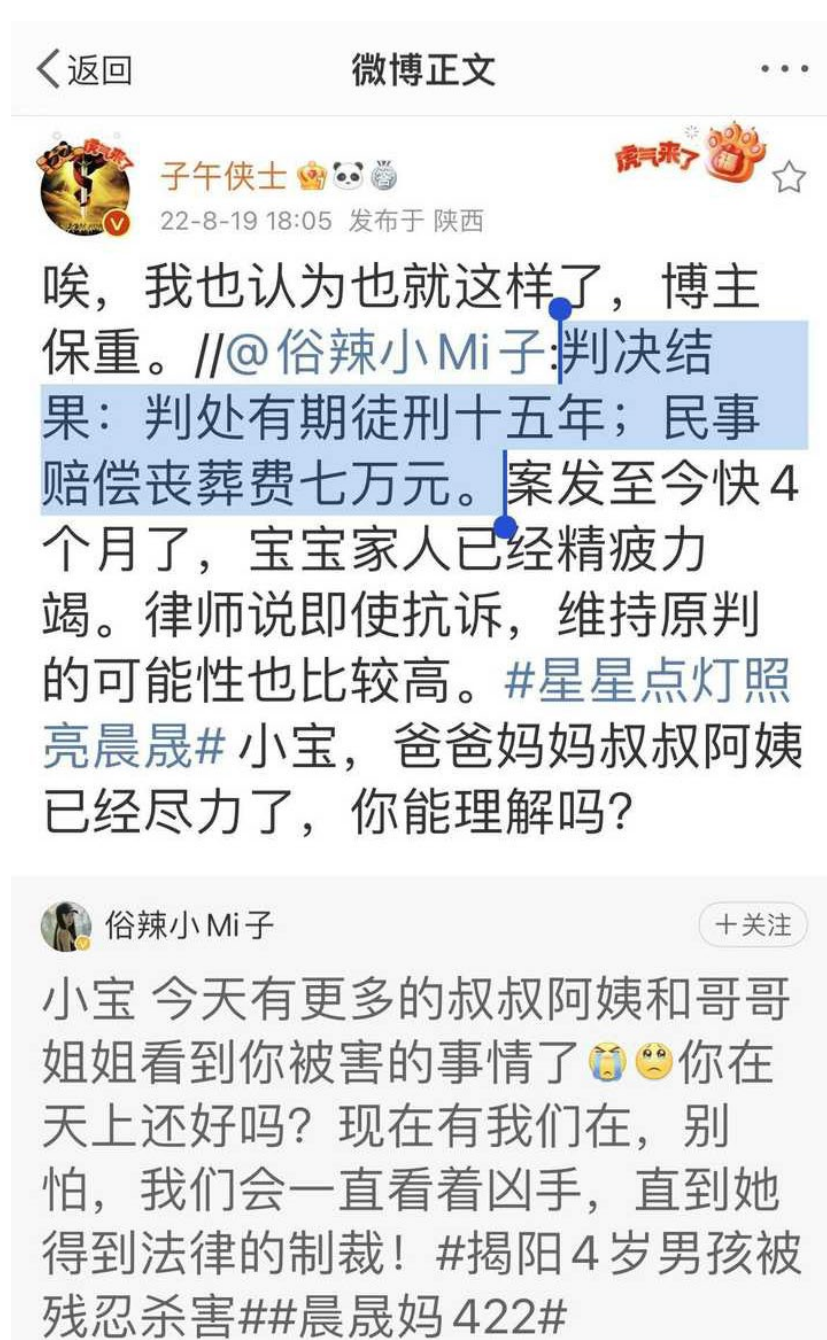 返回
微博正文
子午侠士
虎气来了
22-8-19 18:05 发布于 陕西
唉，我也认为也就这样了，博主
保重。//@俗辣小Mi子:判决结
果：判处有期徒刑十五年；民事
赔偿丧葬费七万元。案发至今快4
个月了，宝宝家人已经精疲力
竭。律师说即使抗诉，维持原判
的可能性也比较高。#星星点灯照
亮晨晟# 小宝，爸爸妈妈叔叔阿姨
已经尽力了，你能理解吗？
俗辣小Mi子
＋关注
小宝 今天有更多的叔叔阿姨和哥哥
姐姐看到你被害的事情了😭🥺你在
天上还好吗？现在有我们在，别
怕，我们会一直看着凶手，直到她
得到法律的制裁！#揭阳4岁男孩被
残忍杀害##晨晟妈422#